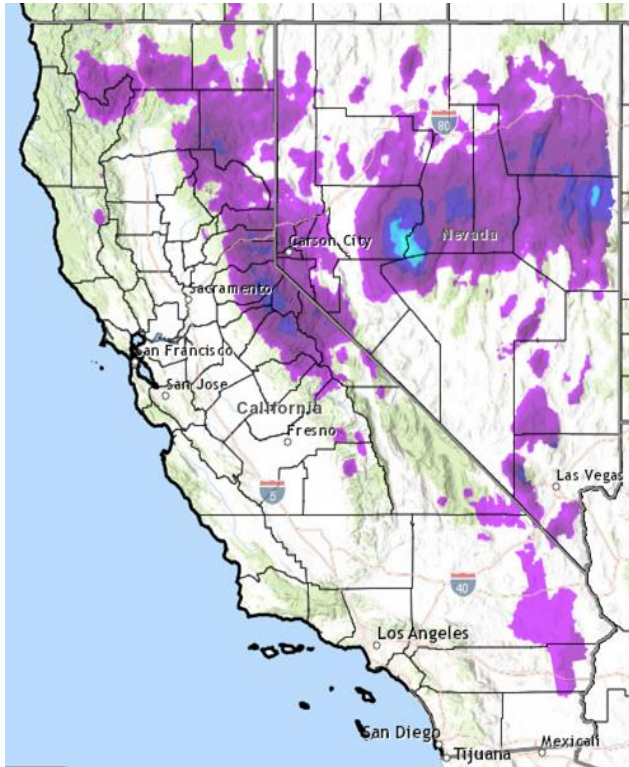 80
Carson City
Nevada
Sacramento
San Francisco
San Jose
California
Fresno
5
Las Vegas
40
Los Angeles
San Diego
Tijuana
Mexicali